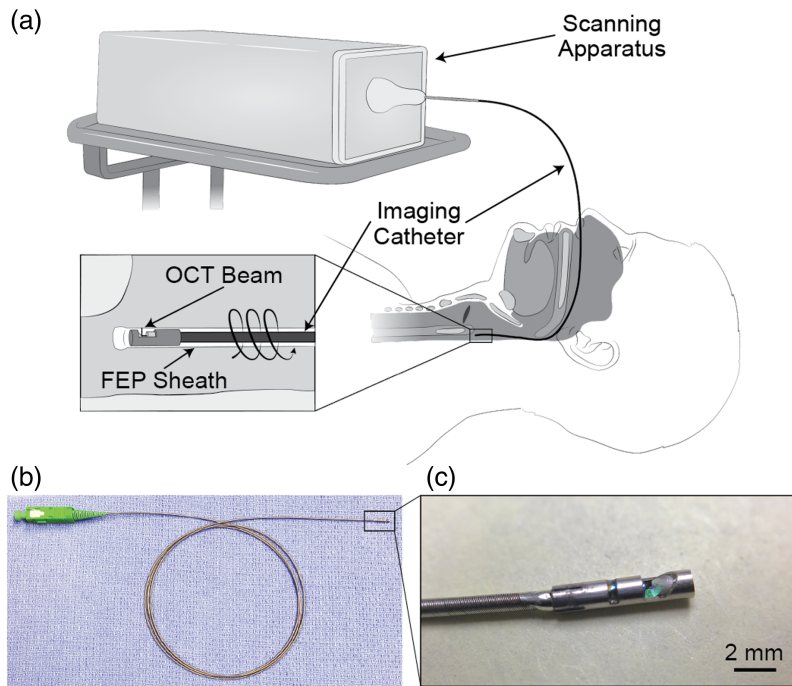 (a)
Scanning
Apparatus
Imaging
Catheter
OCT Beam
FEP Sheath
(b)
(c)
2 mm